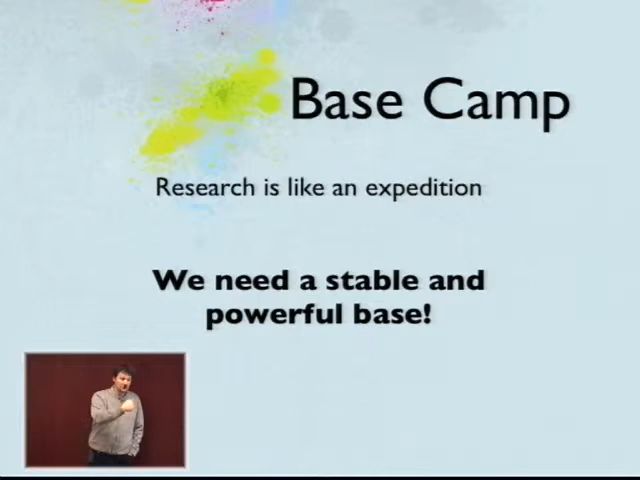 Base Camp
Research is like an expedition
We need a stable and
powerful base!